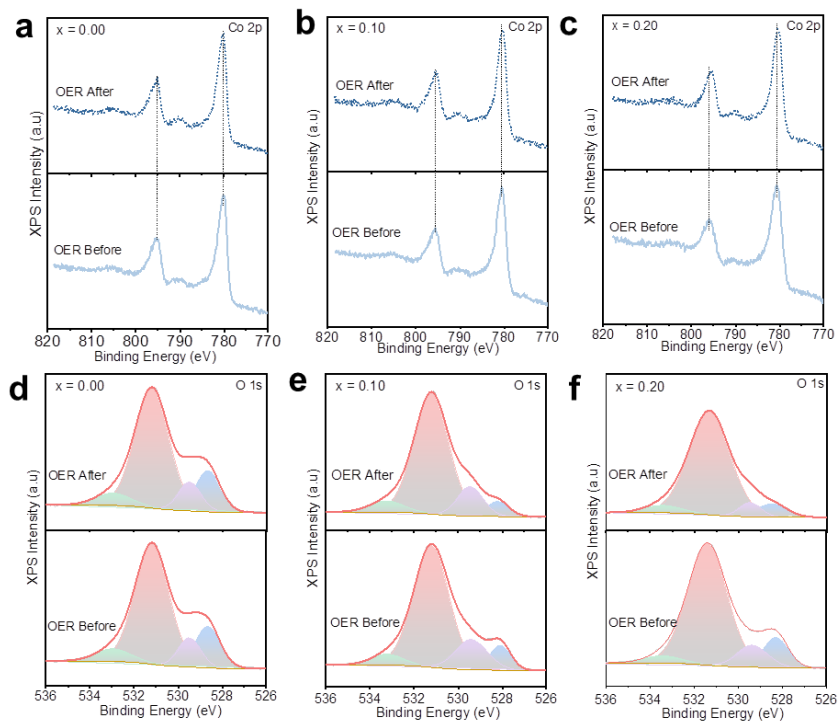 a
x = 0.00
Co 2p
OER After
OER Before
XPS Intensity (a.u)
820 810 800 790 780 770
Binding Energy (eV)
b
x = 0.10
Co 2p
OER After
OER Before
XPS Intensity (a.u)
820 810 800 790 780 770
Binding Energy (eV)
c
x = 0.20
Co 2p
OER After
OER Before
XPS Intensity (a.u)
820 810 800 790 780 770
Binding Energy (eV)
d
x = 0.00
O 1s
OER After
OER Before
XPS Intensity (a.u)
536 534 532 530 528 526
Binding Energy (eV)
e
x = 0.10
O 1s
OER After
OER Before
XPS Intensity (a.u)
536 534 532 530 528 526
Binding Energy (eV)
f
x = 0.20
O 1s
OER After
OER Before
XPS Intensity (a.u)
536 534 532 530 528 526
Binding Energy (eV)